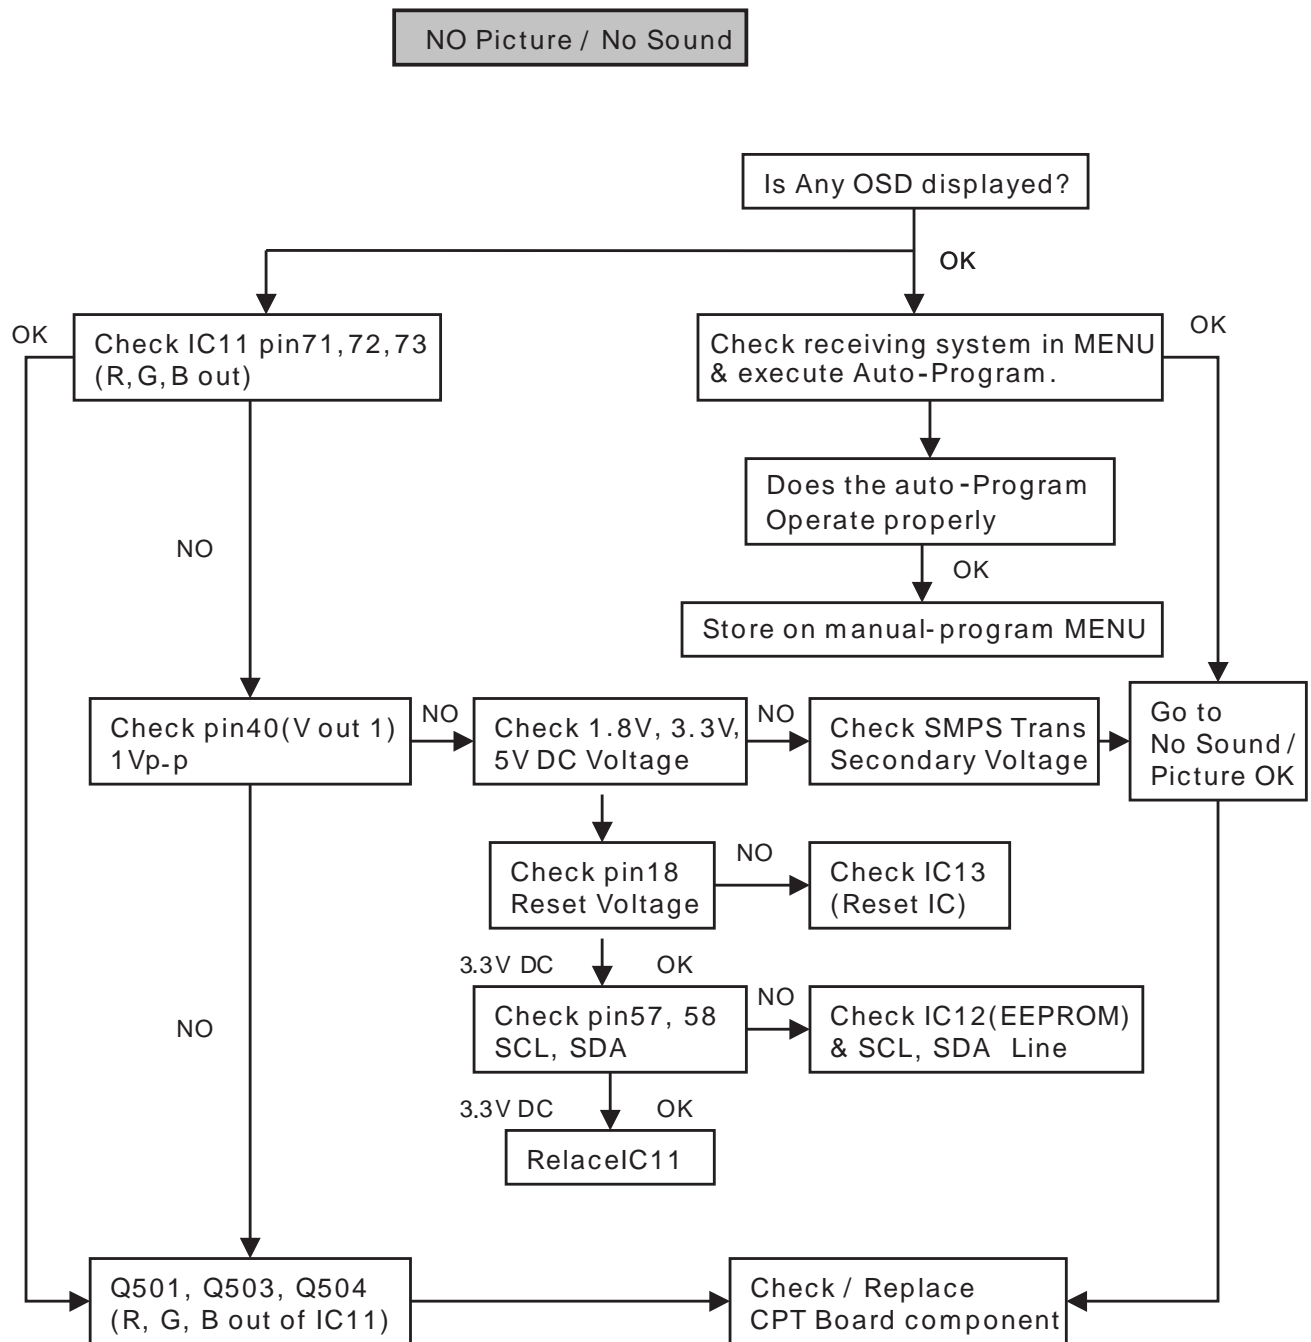 NO Picture / No Sound
Is Any OSD displayed?
OK
OK
Check IC11 pin71,72,73
(R,G,B out)
Check receiving system in MENU
& execute Auto-Program.
OK
Does the auto-Program
Operate properly
NO
OK
Store on manual-program MENU
Check pin40(V out 1)
1Vp-p
NO
Check 1.8V, 3.3V,
5V DC Voltage
NO
Check SMPS Trans
Secondary Voltage
Go to
No Sound /
Picture OK
Check pin18
Reset Voltage
NO
Check IC13
(Reset IC)
3.3V DC
OK
NO
Check pin57, 58
SCL, SDA
NO
Check IC12(EEPROM)
& SCL, SDA Line
3.3V DC
OK
RelaceIC11
Q501, Q503, Q504
(R, G, B out of IC11)
Check / Replace
CPT Board component